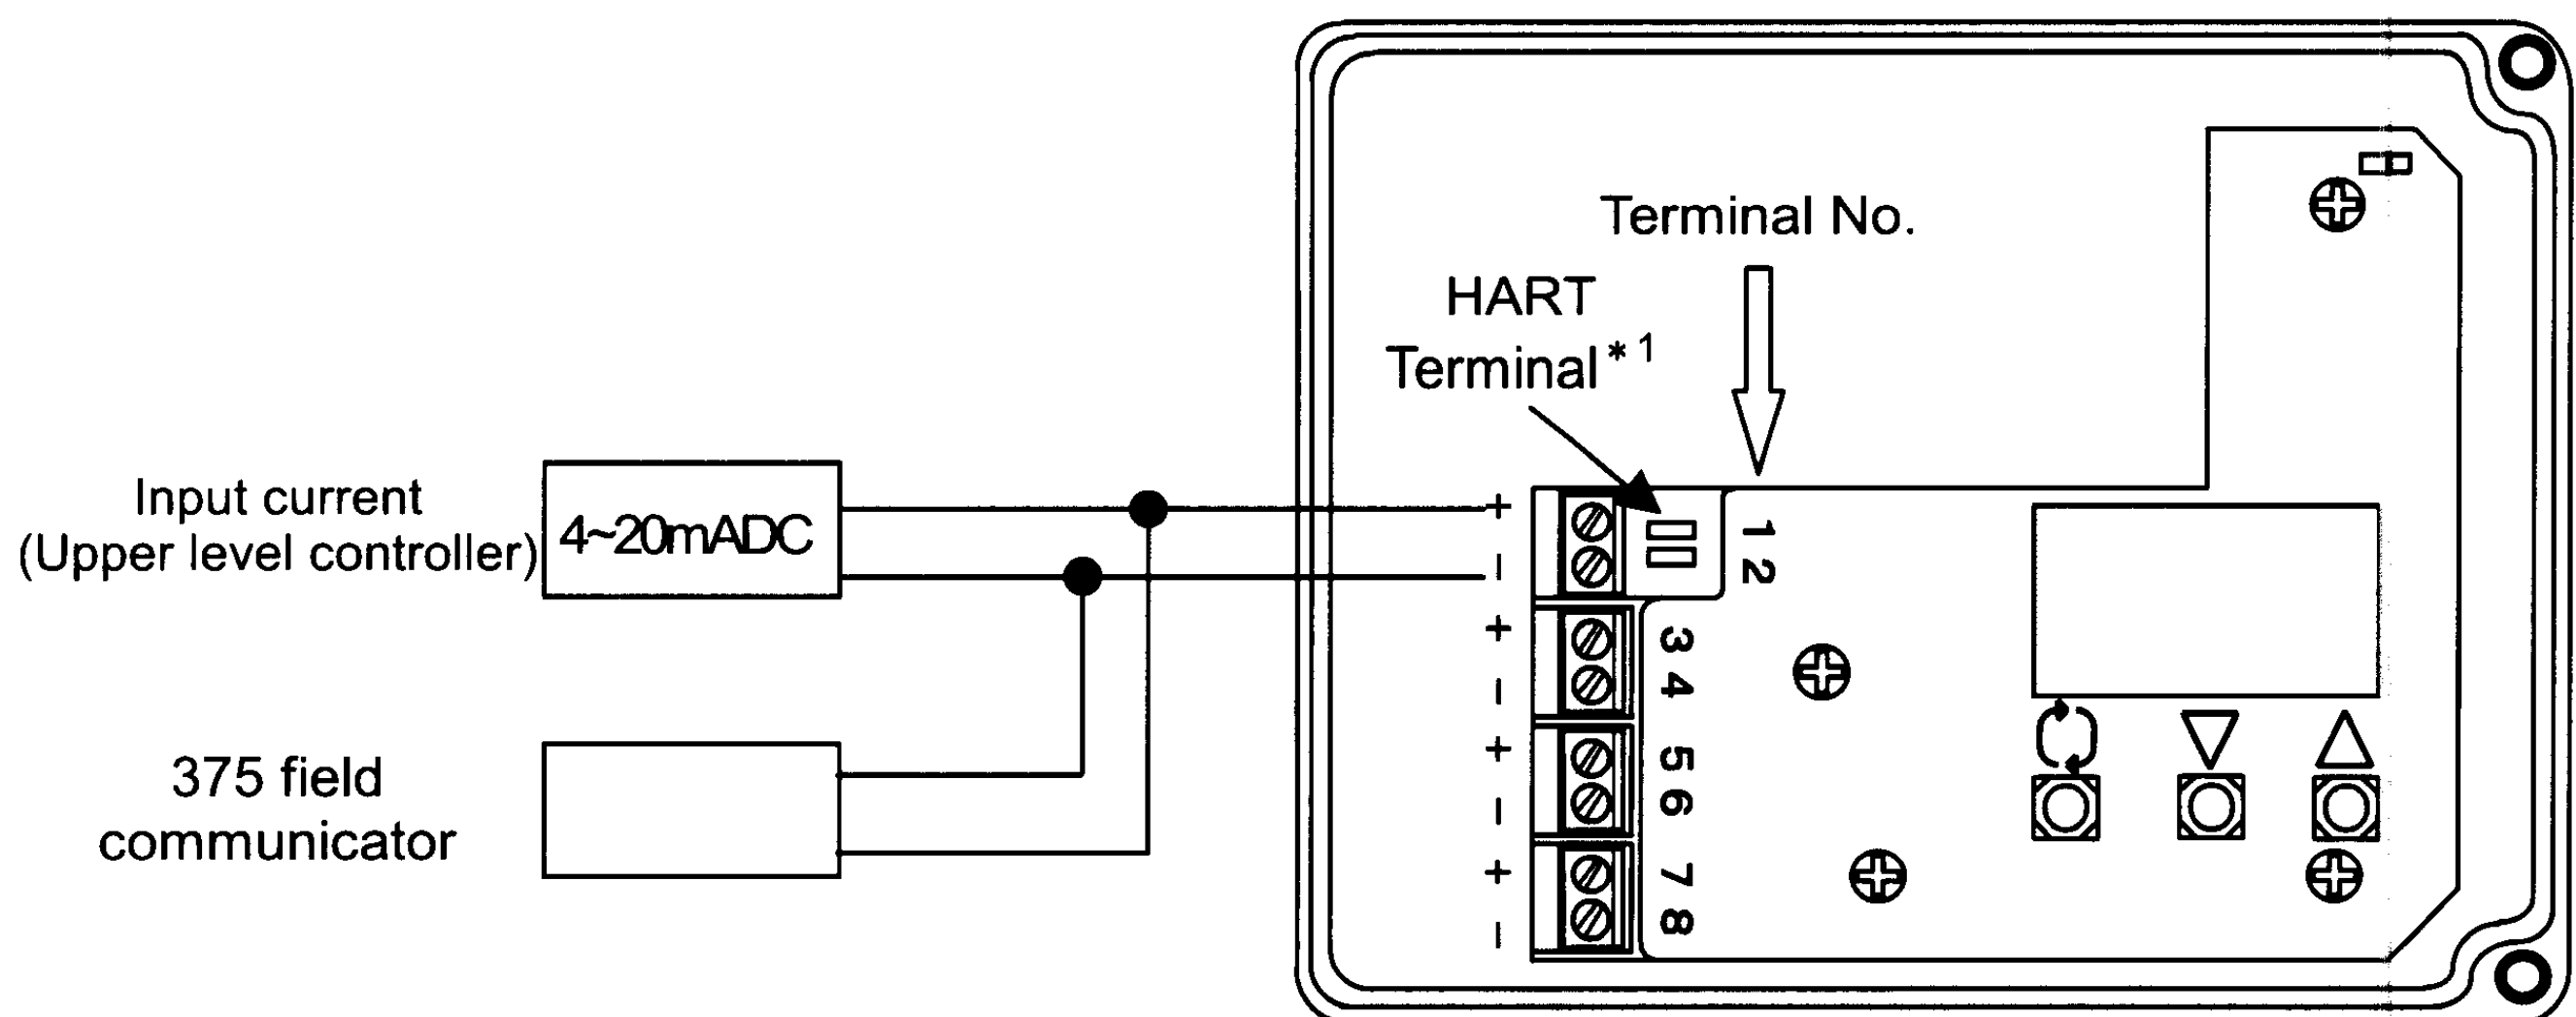 Terminal No.
HART
Terminal*1
Input current
(Upper level controller)
4~20mADC
+
-
+
-
+
-
+
-
1
2
3
4
5
6
7
8
375 field
communicator